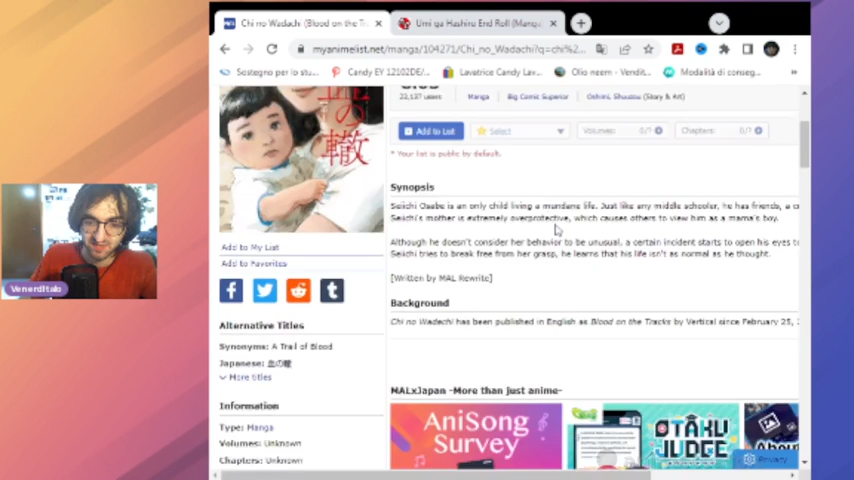 Chi no Wadachi (Blood on the Tr
Umi ga Hashiru End Roll (Mang
myanimelist.net/manga/104271/Chi_no_Wadachi?q=chi%2...
Sostegno per lo stu...
Candy EY 12102DE/...
Lavatrice Candy Lav...
Olio neem - Vendit...
Modalità di conseg...
22,137 users
Manga
Big Comic Superior
Oshimi, Shuuzou (Story & Art)
血の轍
Add to List
Select
Volumes: 0/?
Chapters: 0/?
* Your list is public by default.
Synopsis
Seiichi Osabe is an only child living a mundane life. Just like any middle schooler, he has friends, a c
Seiichi's mother is extremely overprotective, which causes others to view him as a mama's boy.
Although he doesn't consider her behavior to be unusual, a certain incident starts to open his eyes to
Seiichi tries to break free from her grasp, he learns that his life isn't as normal as he thought.
[Written by MAL Rewrite]
Background
Chi no Wadachi has been published in English as Blood on the Tracks by Vertical since February 25, 2
Add to My List
Add to Favorites
VenerdItalo
Alternative Titles
Synonyms: A Trail of Blood
Japanese: 血の轍
More titles
Information
Type: Manga
Volumes: Unknown
Chapters: Unknown
MALxJapan -More than just anime-
AniSong
Survey
OTAKU
JUDGE
About
Privacy